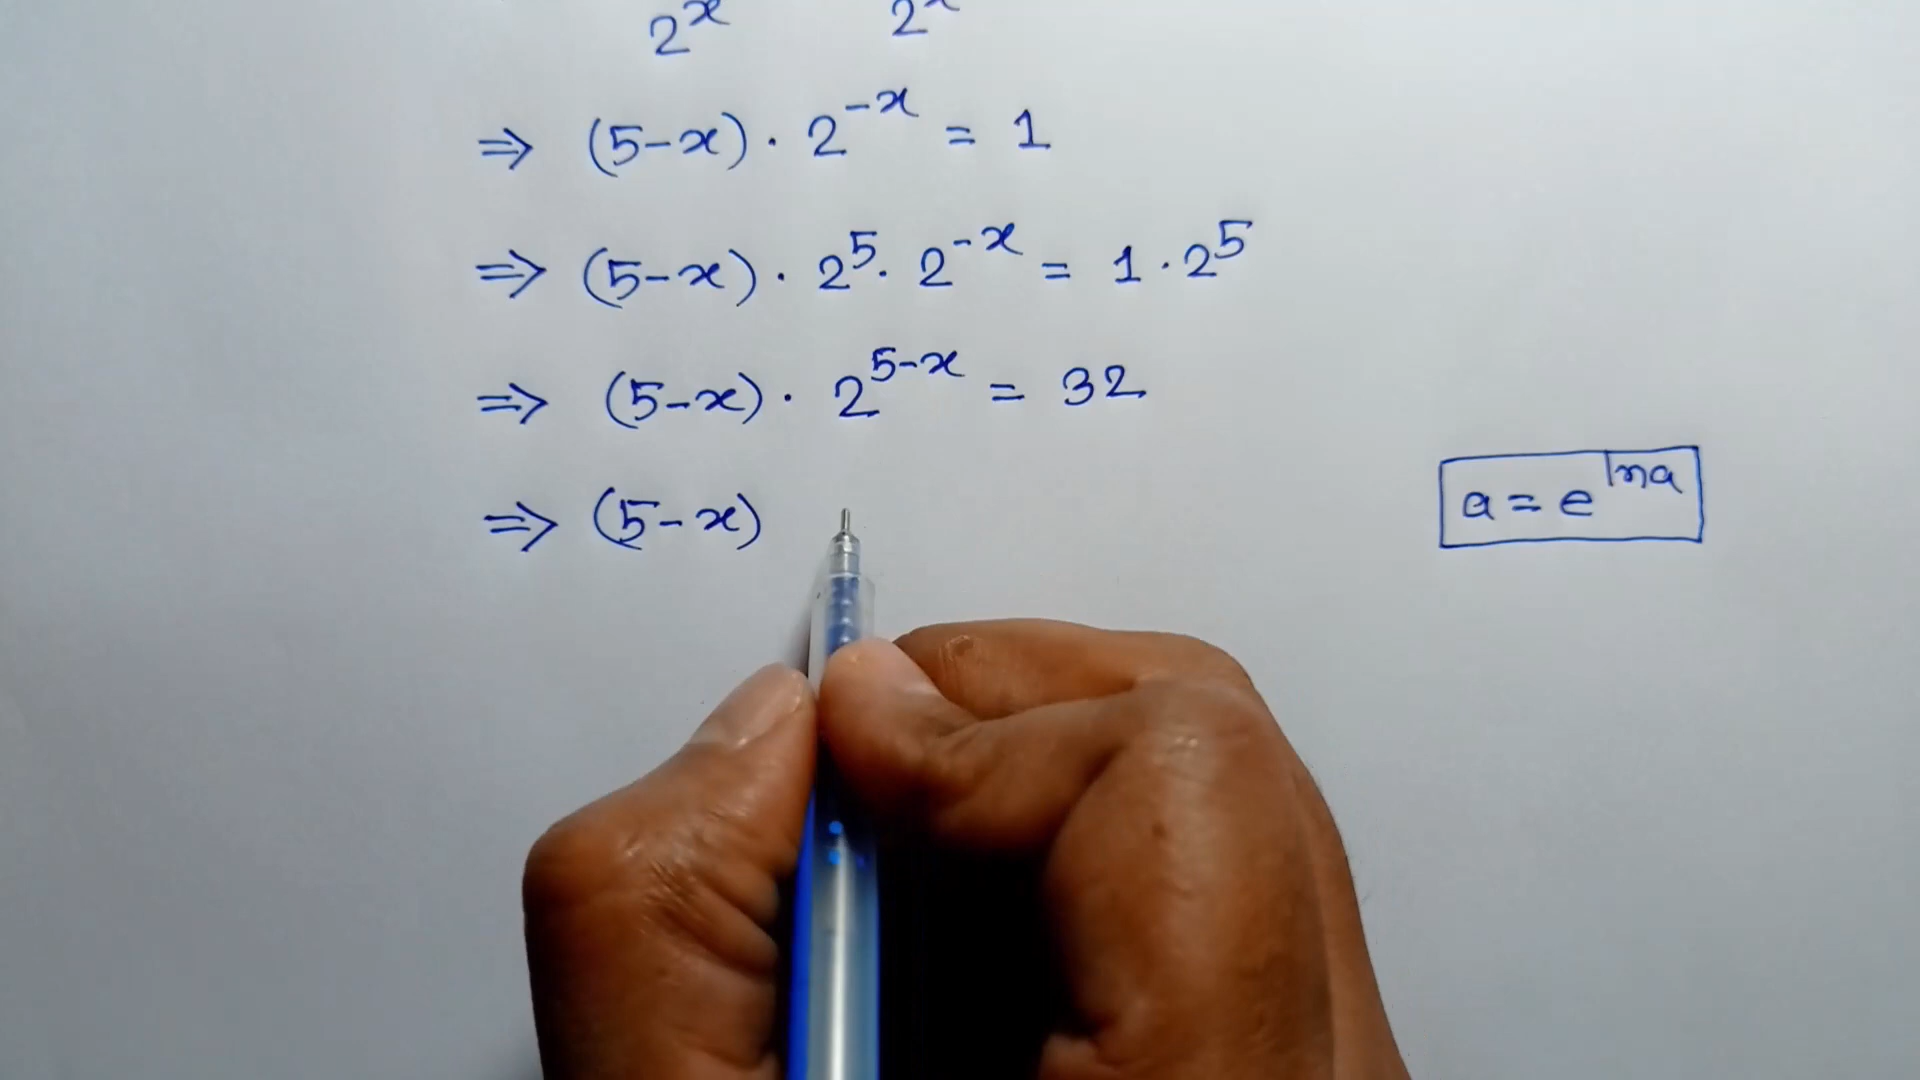 2^x 2^x
⇒ (5-x) · 2^-x = 1
⇒ (5-x) · 2^5 · 2^-x = 1 · 2^5
⇒ (5-x) · 2^5-x = 32
⇒ (5-x)
a = e^lna